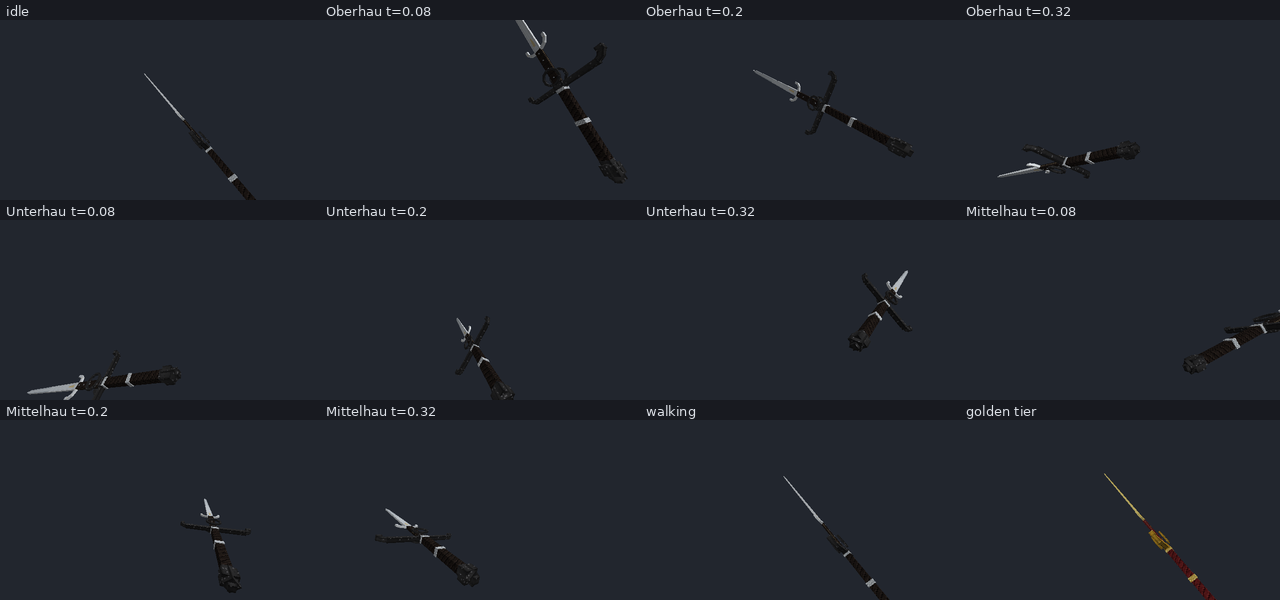 idle
Oberhau t=0.08
Oberhau t=0.2
Oberhau t=0.32
Unterhau t=0.08
Unterhau t=0.2
Unterhau t=0.32
Mittelhau t=0.08
Mittelhau t=0.2
Mittelhau t=0.32
walking
golden tier